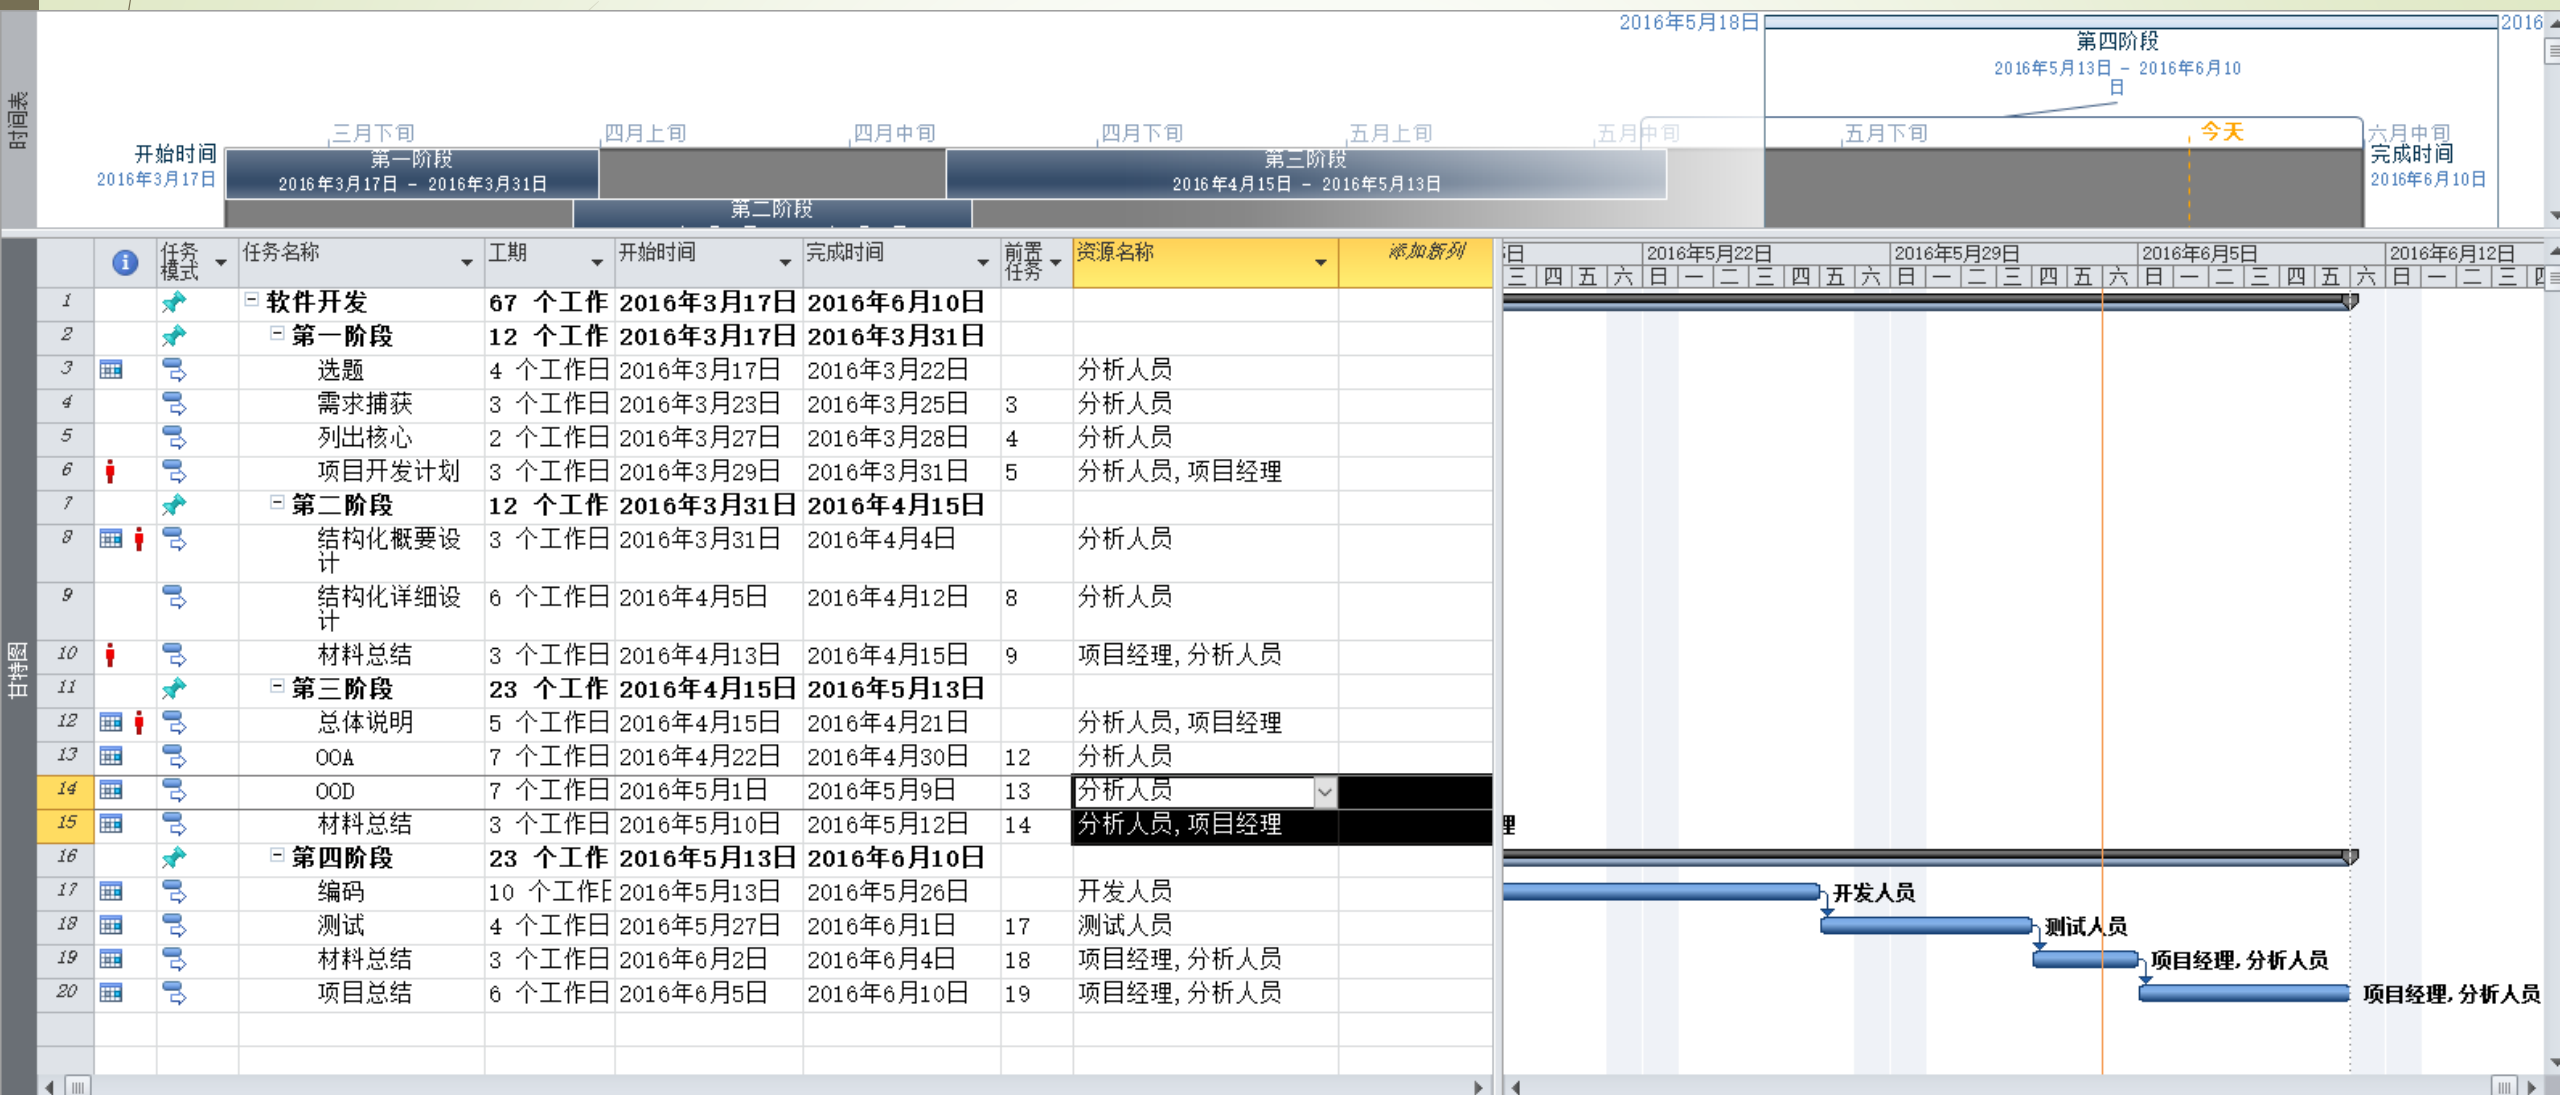 时间表
2016年5月18日
2016
第四阶段
2016年5月13日 - 2016年6月10
日
三月下旬 四月上旬 四月中旬 四月下旬 五月上旬 五月中旬 五月下旬 今天 六月中旬
开始时间
2016年3月17日
第一阶段
2016年3月17日 - 2016年3月31日
第三阶段
2016年4月15日 - 2016年5月13日
完成时间
2016年6月10日
第二阶段
甘特图
任务模式 任务名称 工期 开始时间 完成时间 前置任务 资源名称 添加新列
日 2016年5月22日 2016年5月29日 2016年6月5日 2016年6月12日
三 四 五 六 日 一 二 三 四 五 六 日 一 二 三 四 五 六 日 一 二 三 四 五 六 日 一 二 三 四
1 软件开发 67 个工作 2016年3月17日 2016年6月10日
2 第一阶段 12 个工作 2016年3月17日 2016年3月31日
3 选题 4 个工作日 2016年3月17日 2016年3月22日 分析人员
4 需求捕获 3 个工作日 2016年3月23日 2016年3月25日 3 分析人员
5 列出核心 2 个工作日 2016年3月27日 2016年3月28日 4 分析人员
6 项目开发计划 3 个工作日 2016年3月29日 2016年3月31日 5 分析人员, 项目经理
7 第二阶段 12 个工作 2016年3月31日 2016年4月15日
8 结构化概要设计 3 个工作日 2016年3月31日 2016年4月4日 分析人员
9 结构化详细设计 6 个工作日 2016年4月5日 2016年4月12日 8 分析人员
10 材料总结 3 个工作日 2016年4月13日 2016年4月15日 9 项目经理, 分析人员
11 第三阶段 23 个工作 2016年4月15日 2016年5月13日
12 总体说明 5 个工作日 2016年4月15日 2016年4月21日 分析人员, 项目经理
13 OOA 7 个工作日 2016年4月22日 2016年4月30日 12 分析人员
14 OOD 7 个工作日 2016年5月1日 2016年5月9日 13 分析人员
15 材料总结 3 个工作日 2016年5月10日 2016年5月12日 14 分析人员, 项目经理 理
16 第四阶段 23 个工作 2016年5月13日 2016年6月10日
17 编码 10 个工作日 2016年5月13日 2016年5月26日 开发人员 开发人员
18 测试 4 个工作日 2016年5月27日 2016年6月1日 17 测试人员 测试人员
19 材料总结 3 个工作日 2016年6月2日 2016年6月4日 18 项目经理, 分析人员 项目经理, 分析人员
20 项目总结 6 个工作日 2016年6月5日 2016年6月10日 19 项目经理, 分析人员 项目经理, 分析人员